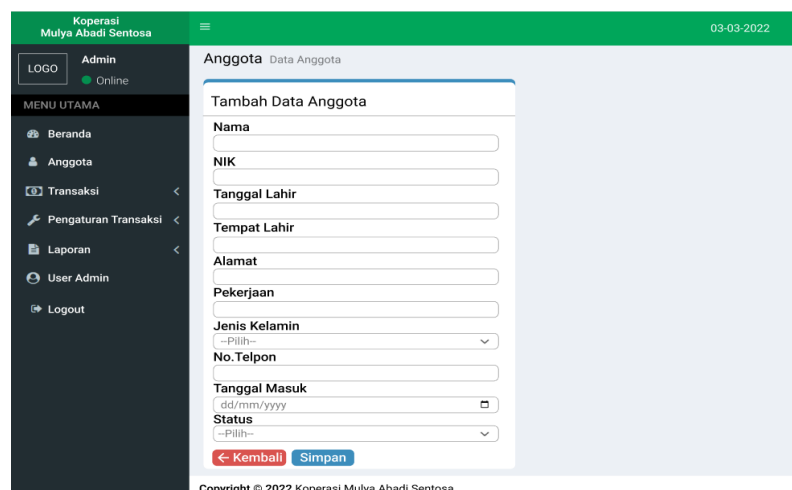 Koperasi
Mulya Abadi Sentosa
03-03-2022
LOGO
Admin
Online
MENU UTAMA
Beranda
Anggota
Transaksi
Pengaturan Transaksi
Laporan
User Admin
Logout
Anggota Data Anggota
Tambah Data Anggota
Nama
NIK
Tanggal Lahir
Tempat Lahir
Alamat
Pekerjaan
Jenis Kelamin
--Pilih--
No.Telpon
Tanggal Masuk
dd/mm/yyyy
Status
--Pilih--
← Kembali Simpan
Copyright © 2022 Koperasi Mulya Abadi Sentosa